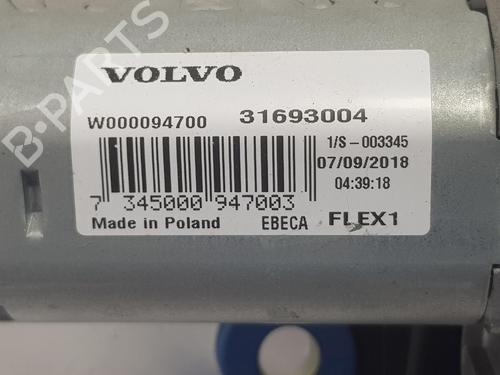 VOLVO
W000094700 31693004
1/S-003345
07/09/2018
04:39:18
7 345000 947003
Made in Poland EBECA FLEX1
B-PARTS